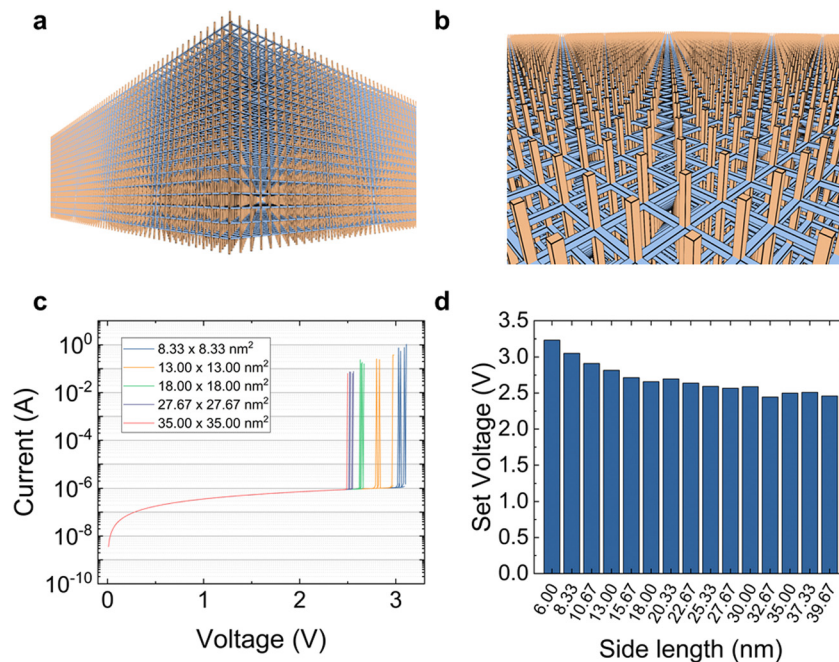 a
b
c
Current (A)
10⁰
10⁻²
10⁻⁴
10⁻⁶
10⁻⁸
10⁻¹⁰
8.33 x 8.33 nm²
13.00 x 13.00 nm²
18.00 x 18.00 nm²
27.67 x 27.67 nm²
35.00 x 35.00 nm²
0 1 2 3
Voltage (V)
d
Set Voltage (V)
3.5
3.0
2.5
2.0
1.5
1.0
0.5
0.0
6.00
8.33
10.67
13.00
15.67
18.00
20.33
22.67
25.33
27.67
30.00
32.67
35.00
37.33
39.67
Side length (nm)